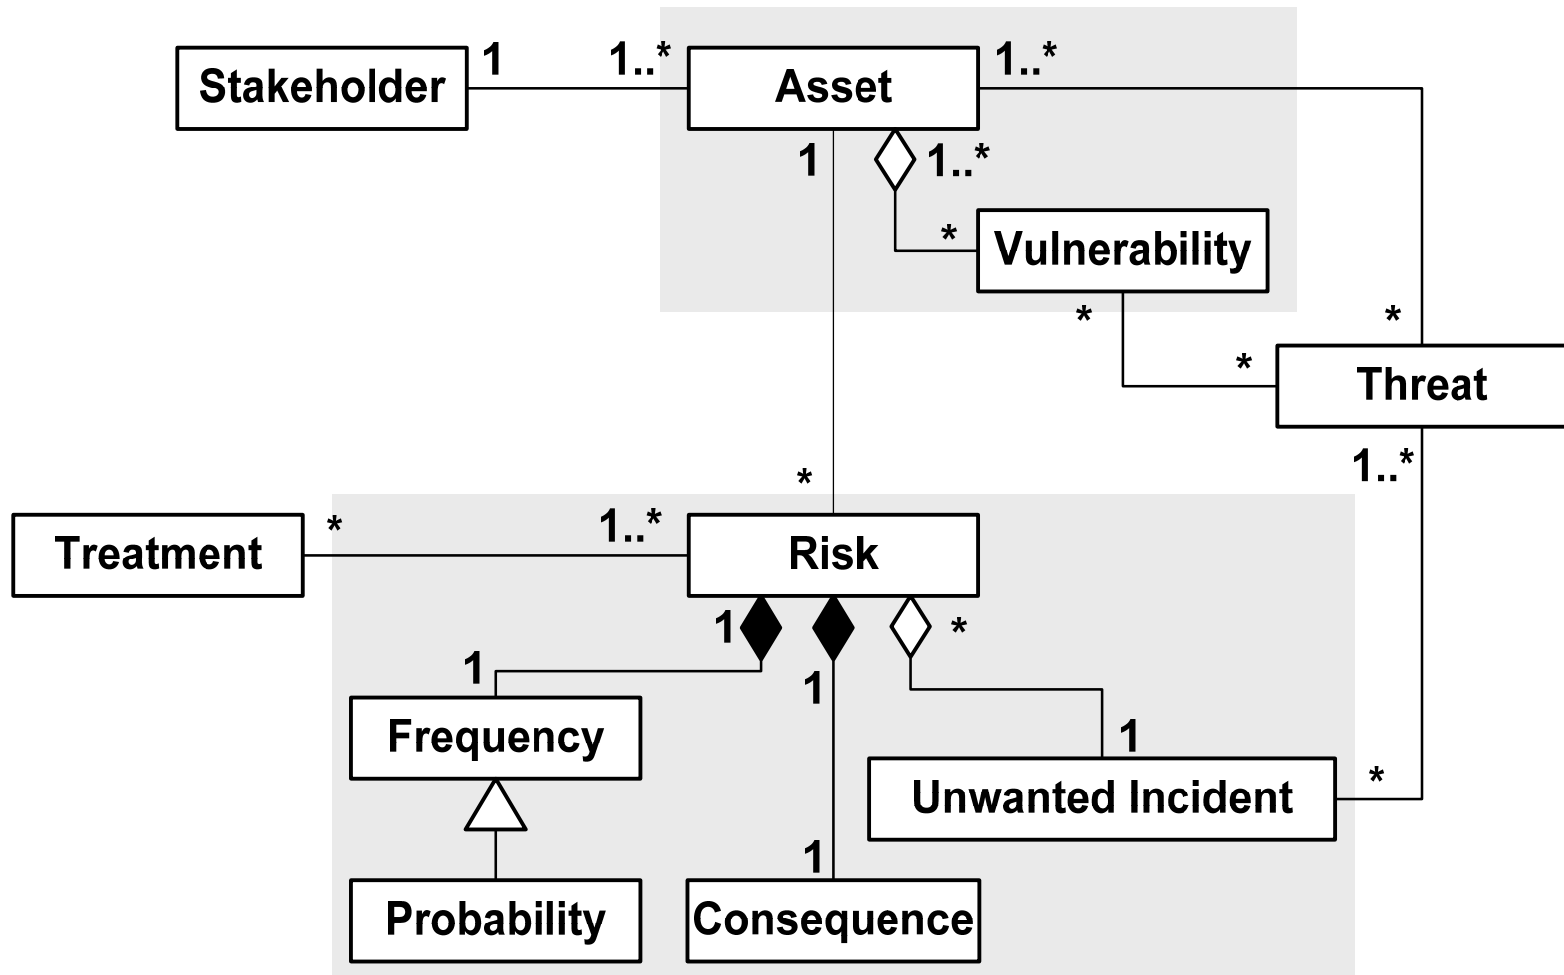 Stakeholder 1 1..* Asset 1..*
1 1..*
* Vulnerability
* *
* Threat
* 1..*
Treatment * 1..* Risk
1 *
1 1
Frequency 1
Unwanted Incident *
1
Probability Consequence